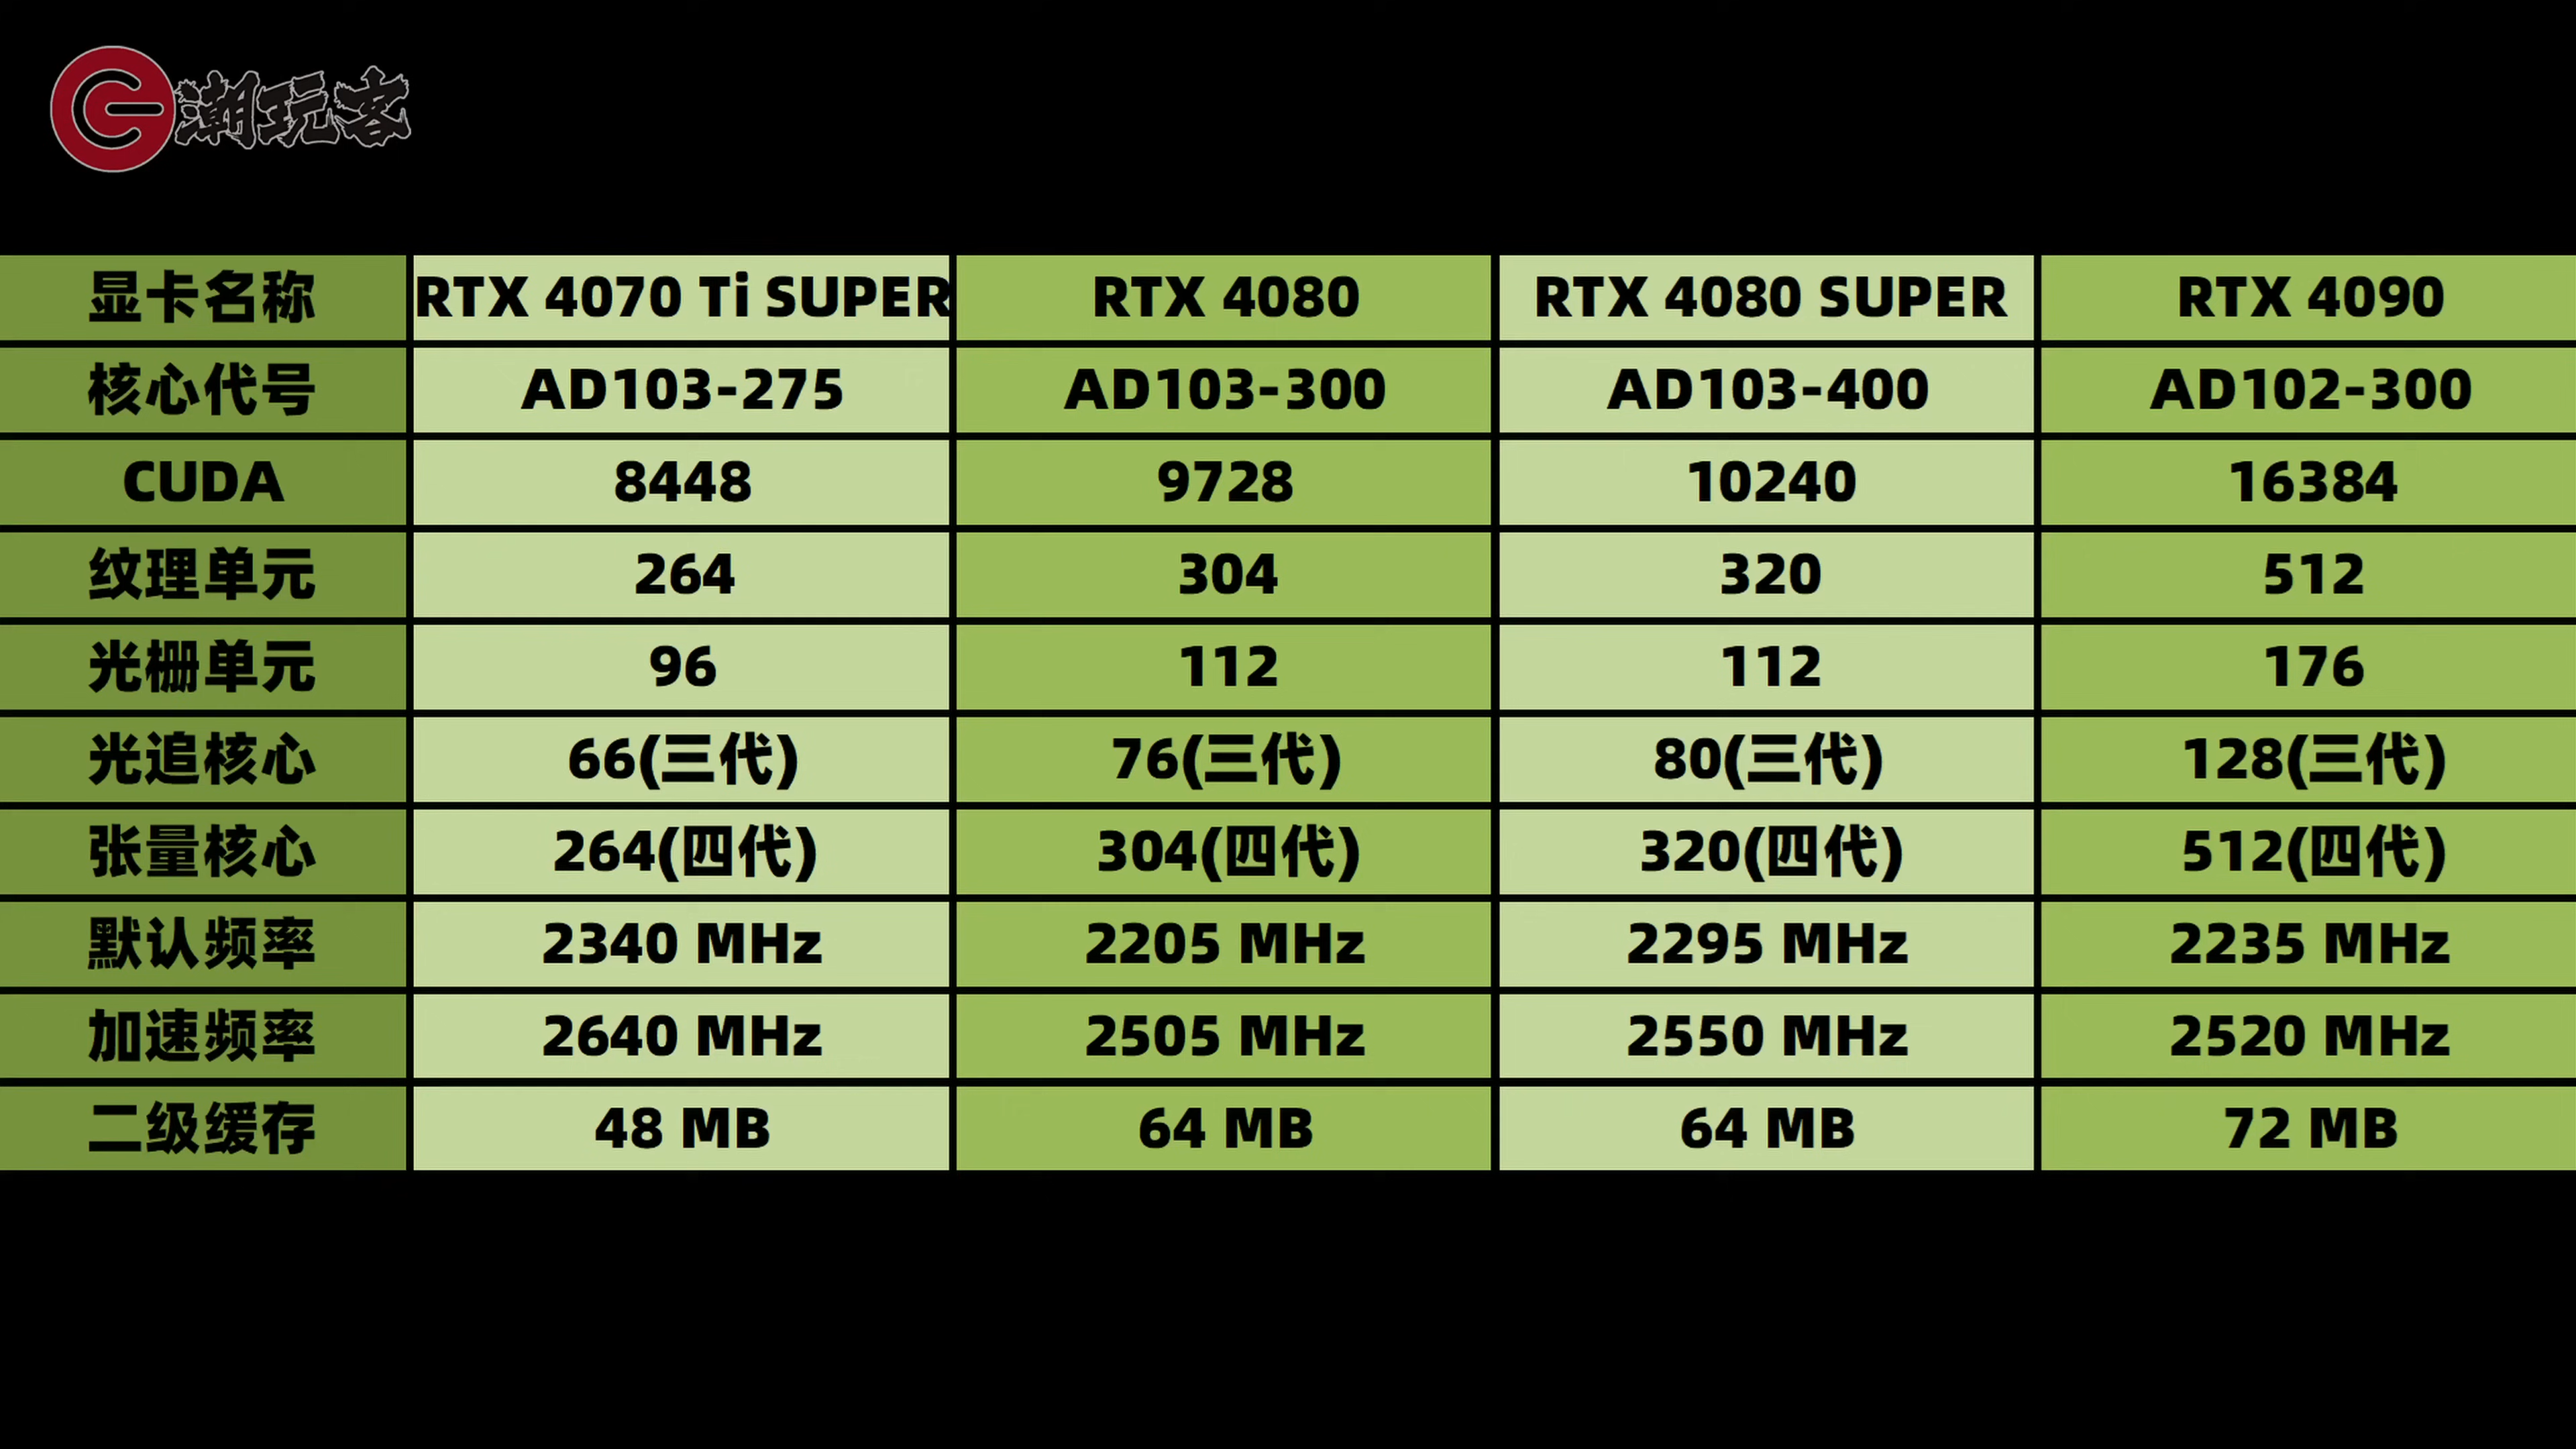 潮玩客
显卡名称 RTX 4070 Ti SUPER RTX 4080 RTX 4080 SUPER RTX 4090
核心代号 AD103-275 AD103-300 AD103-400 AD102-300
CUDA 8448 9728 10240 16384
纹理单元 264 304 320 512
光栅单元 96 112 112 176
光追核心 66(三代) 76(三代) 80(三代) 128(三代)
张量核心 264(四代) 304(四代) 320(四代) 512(四代)
默认频率 2340 MHz 2205 MHz 2295 MHz 2235 MHz
加速频率 2640 MHz 2505 MHz 2550 MHz 2520 MHz
二级缓存 48 MB 64 MB 64 MB 72 MB